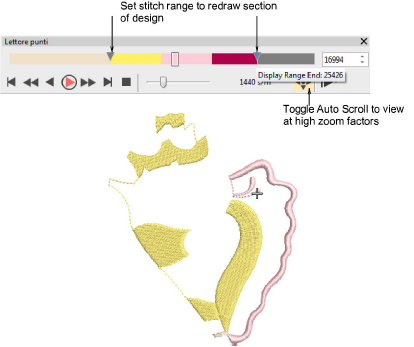 Set stitch range to redraw section
of design
Lettore punti
16994
1440 s/m
Display Range End: 25426
Toggle Auto Scroll to view
at high zoom factors